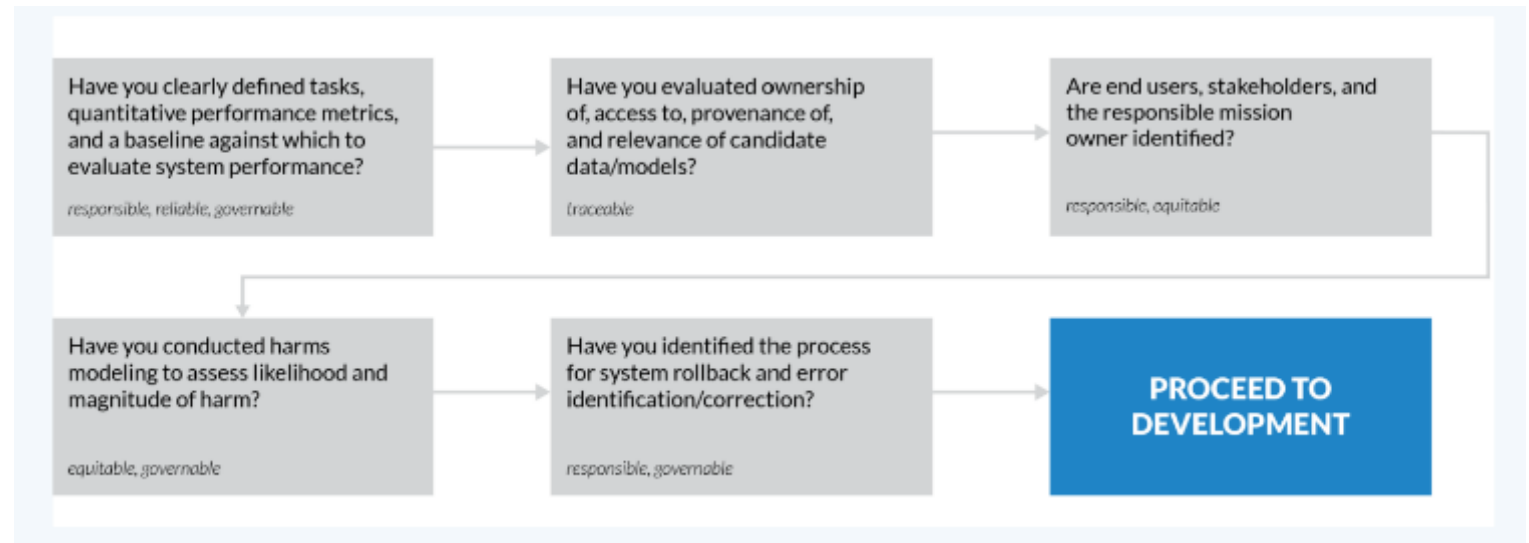 Have you clearly defined tasks,
quantitative performance metrics,
and a baseline against which to
evaluate system performance?
responsible, reliable, governable
Have you evaluated ownership
of, access to, provenance of,
and relevance of candidate
data/models?
traceable
Are end users, stakeholders, and
the responsible mission
owner identified?
responsible, equitable
Have you conducted harms
modeling to assess likelihood and
magnitude of harm?
equitable, governable
Have you identified the process
for system rollback and error
identification/correction?
responsible, governable
PROCEED TO
DEVELOPMENT